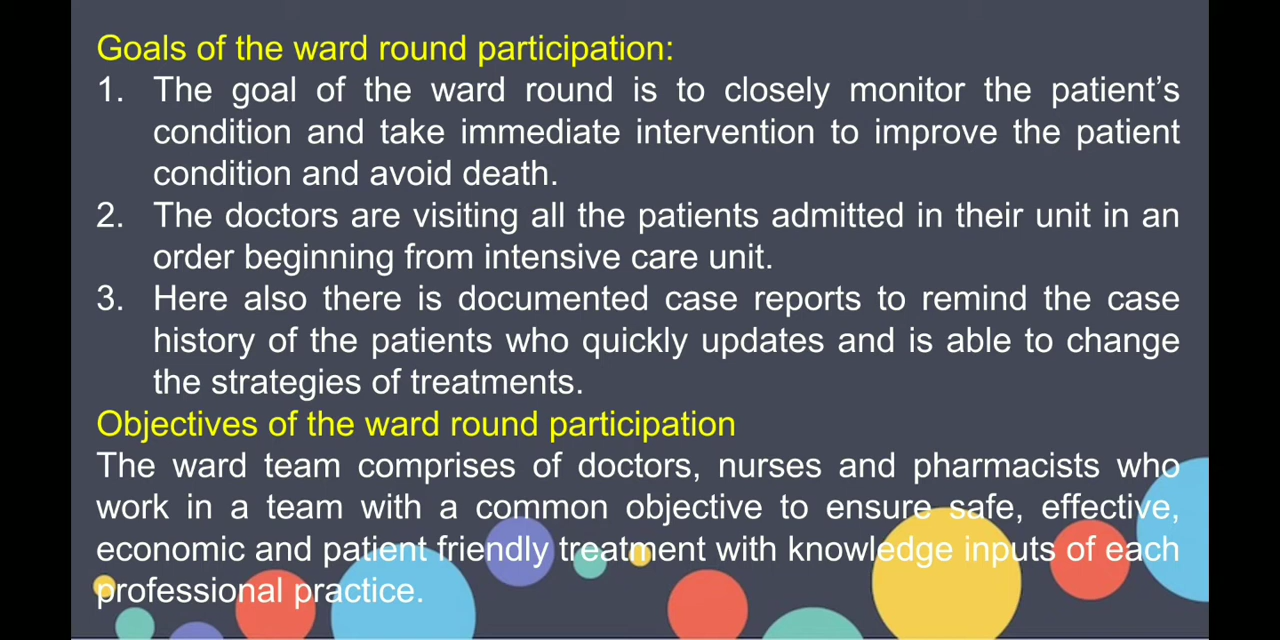 Goals of the ward round participation:
1. The goal of the ward round is to closely monitor the patient's
condition and take immediate intervention to improve the patient
condition and avoid death.
2. The doctors are visiting all the patients admitted in their unit in an
order beginning from intensive care unit.
3. Here also there is documented case reports to remind the case
history of the patients who quickly updates and is able to change
the strategies of treatments.
Objectives of the ward round participation
The ward team comprises of doctors, nurses and pharmacists who
work in a team with a common objective to ensure safe, effective,
economic and patient friendly treatment with knowledge inputs of each
professional practice.